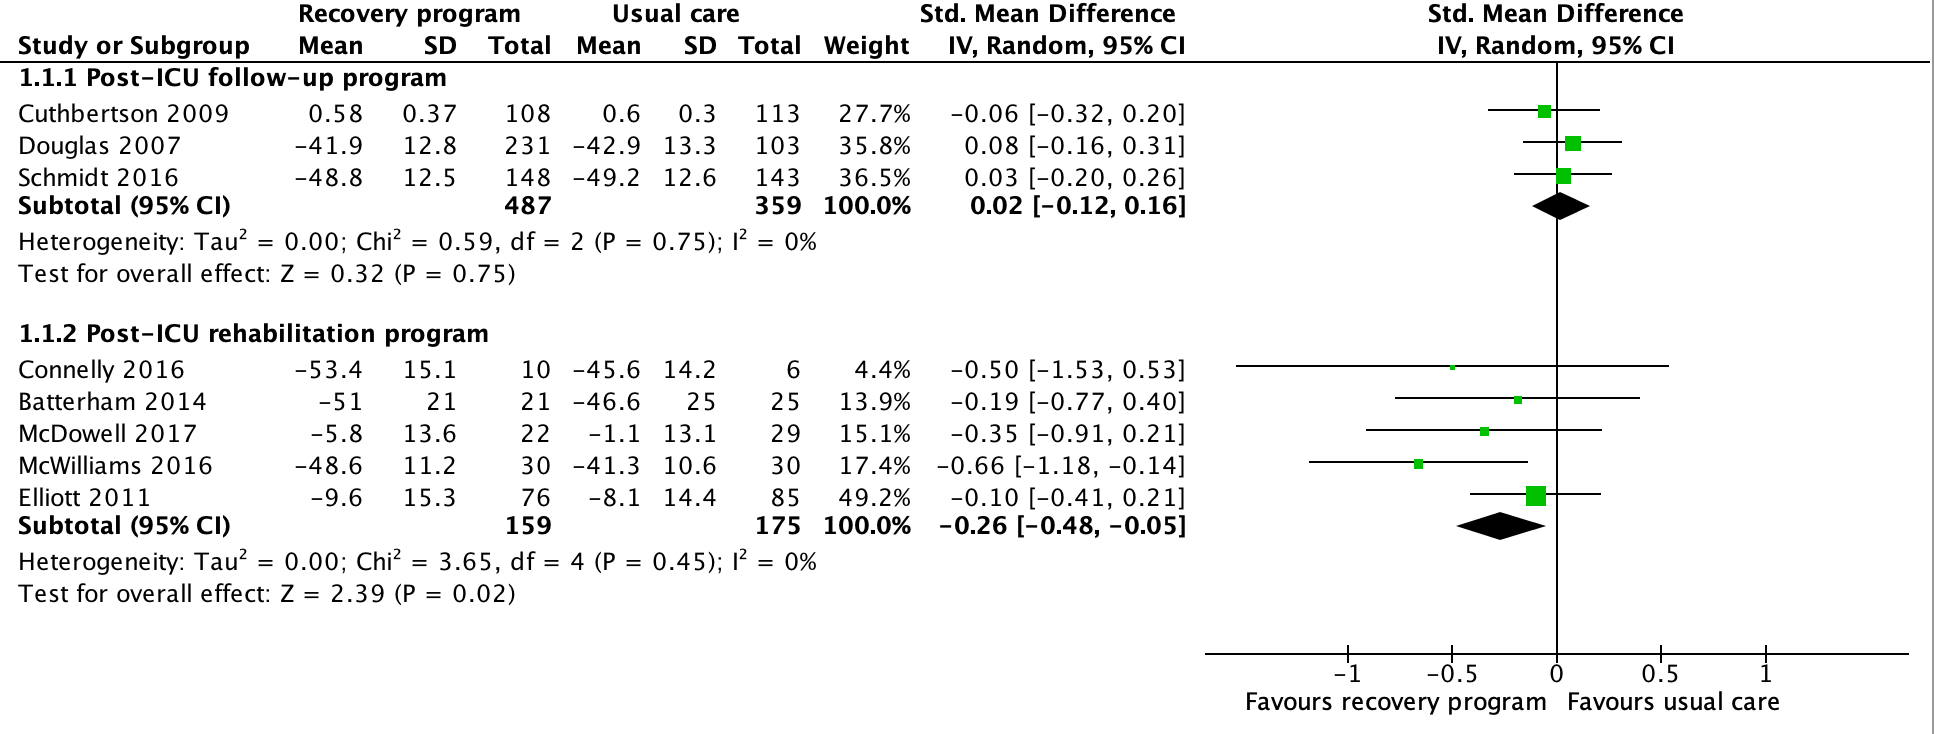 Recovery program Usual care Std. Mean Difference Std. Mean Difference
Study or Subgroup Mean SD Total Mean SD Total Weight IV, Random, 95% CI IV, Random, 95% CI
1.1.1 Post-ICU follow-up program
Cuthbertson 2009 0.58 0.37 108 0.6 0.3 113 27.7% -0.06 [-0.32, 0.20]
Douglas 2007 -41.9 12.8 231 -42.9 13.3 103 35.8% 0.08 [-0.16, 0.31]
Schmidt 2016 -48.8 12.5 148 -49.2 12.6 143 36.5% 0.03 [-0.20, 0.26]
Subtotal (95% CI) 487 359 100.0% 0.02 [-0.12, 0.16]
Heterogeneity: Tau² = 0.00; Chi² = 0.59, df = 2 (P = 0.75); I² = 0%
Test for overall effect: Z = 0.32 (P = 0.75)
1.1.2 Post-ICU rehabilitation program
Connelly 2016 -53.4 15.1 10 -45.6 14.2 6 4.4% -0.50 [-1.53, 0.53]
Batterham 2014 -51 21 21 -46.6 25 25 13.9% -0.19 [-0.77, 0.40]
McDowell 2017 -5.8 13.6 22 -1.1 13.1 29 15.1% -0.35 [-0.91, 0.21]
McWilliams 2016 -48.6 11.2 30 -41.3 10.6 30 17.4% -0.66 [-1.18, -0.14]
Elliott 2011 -9.6 15.3 76 -8.1 14.4 85 49.2% -0.10 [-0.41, 0.21]
Subtotal (95% CI) 159 175 100.0% -0.26 [-0.48, -0.05]
Heterogeneity: Tau² = 0.00; Chi² = 3.65, df = 4 (P = 0.45); I² = 0%
Test for overall effect: Z = 2.39 (P = 0.02)
-1 -0.5 0 0.5 1
Favours recovery program Favours usual care